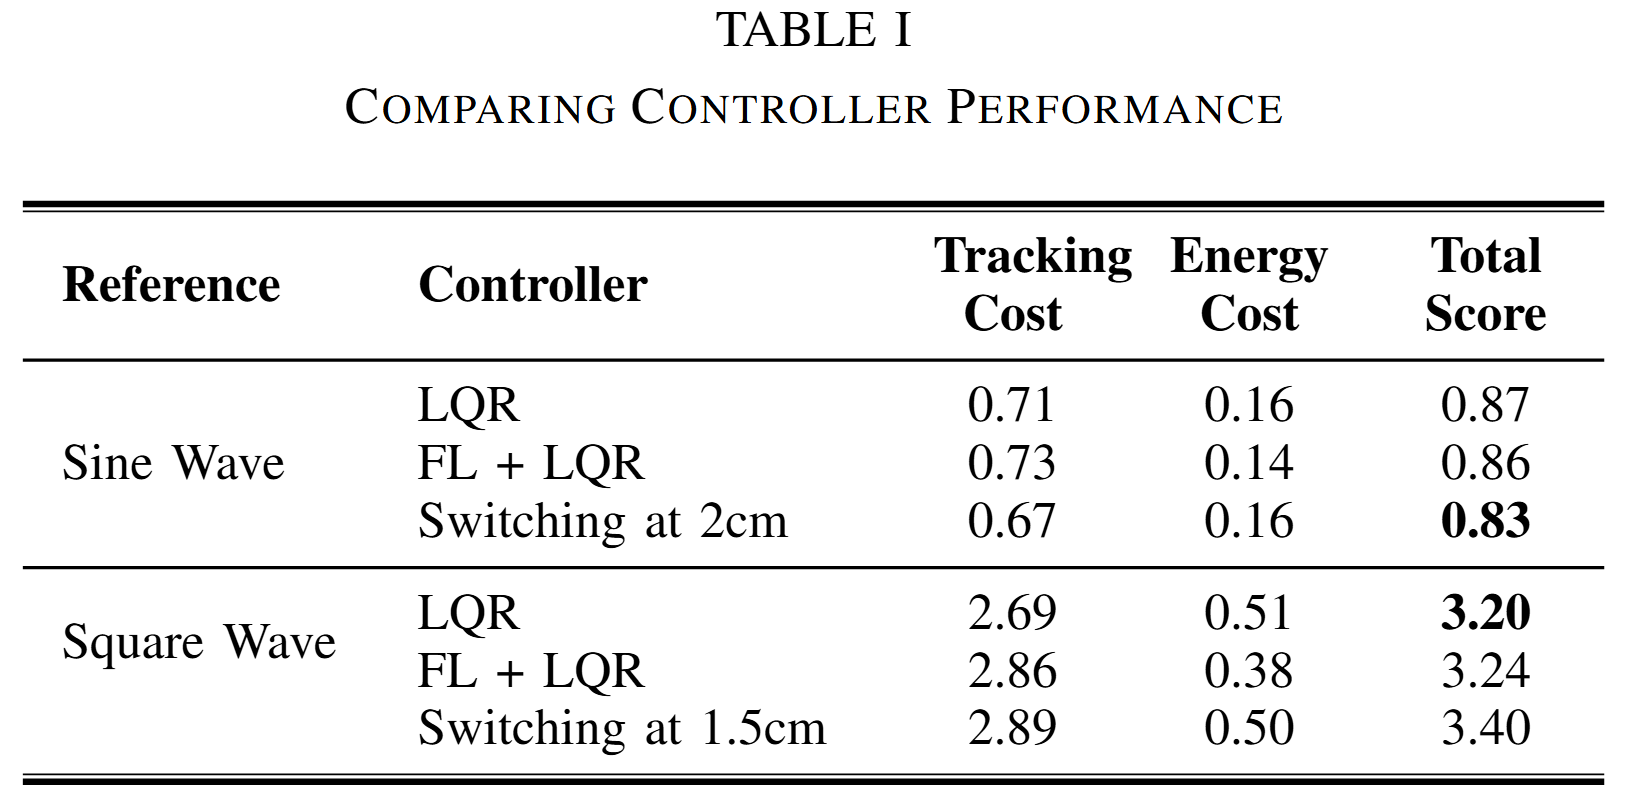 TABLE I
COMPARING CONTROLLER PERFORMANCE
Reference Controller Tracking Cost Energy Cost Total Score
Sine Wave LQR 0.71 0.16 0.87
FL + LQR 0.73 0.14 0.86
Switching at 2cm 0.67 0.16 0.83
Square Wave LQR 2.69 0.51 3.20
FL + LQR 2.86 0.38 3.24
Switching at 1.5cm 2.89 0.50 3.40